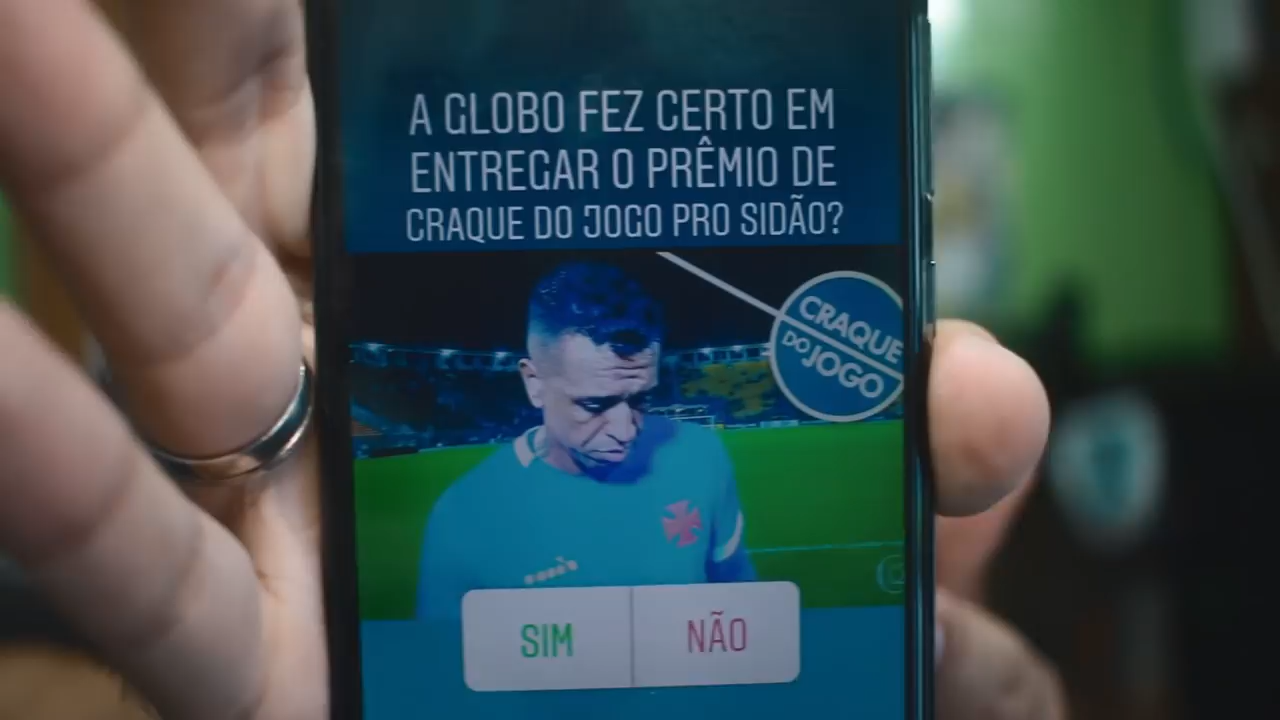 A GLOBO FEZ CERTO EM
ENTREGAR O PRÊMIO DE
CRAQUE DO JOGO PRO SIDÃO?
CRAQUE
DO JOGO
SIM NÃO